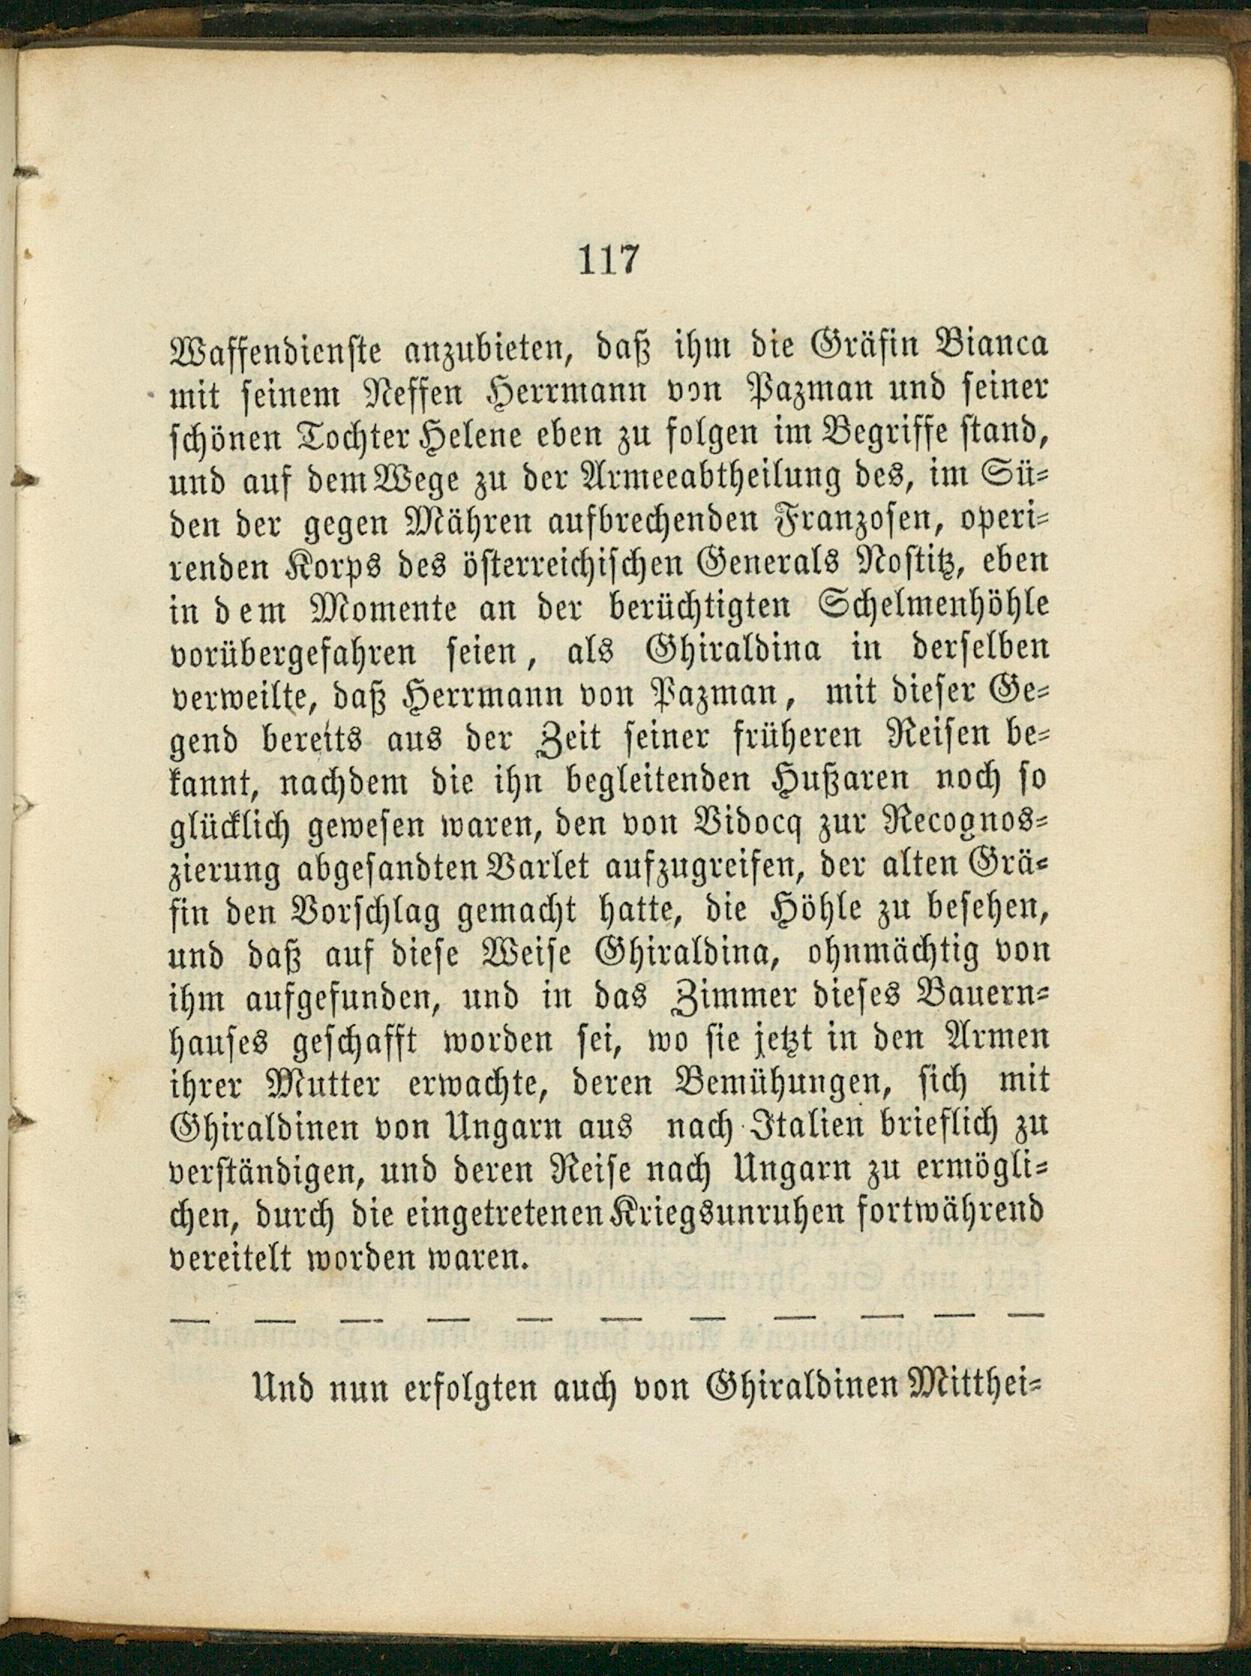 117
Waffendienste anzubieten, daß ihm die Gräfin Bianca
mit seinem Neffen Herrmann von Pazman und seiner
schönen Tochter Helene eben zu folgen im Begriffe stand,
und auf dem Wege zu der Armeeabtheilung des, im Sü-
den der gegen Mähren aufbrechenden Franzosen, operi-
renden Korps des österreichischen Generals Nostitz, eben
in dem Momente an der berüchtigten Schelmenhöhle
vorübergefahren seien, als Ghiraldina in derselben
verweilte, daß Herrmann von Pazman, mit dieser Ge-
gend bereits aus der Zeit seiner früheren Reisen be-
kannt, nachdem die ihn begleitenden Hußaren noch so
glücklich gewesen waren, den von Vidocq zur Recognos-
zierung abgesandten Varlet aufzugreifen, der alten Grä-
fin den Vorschlag gemacht hatte, die Höhle zu besehen,
und daß auf diese Weise Ghiraldina, ohnmächtig von
ihm aufgefunden, und in das Zimmer dieses Bauern-
hauses geschafft worden sei, wo sie jetzt in den Armen
ihrer Mutter erwachte, deren Bemühungen, sich mit
Ghiraldinen von Ungarn aus nach Italien brieflich zu
verständigen, und deren Reise nach Ungarn zu ermögli-
chen, durch die eingetretenen Kriegsunruhen fortwährend
vereitelt worden waren.
— — — — — — — — — — —
Und nun erfolgten auch von Ghiraldinen Mitthei-